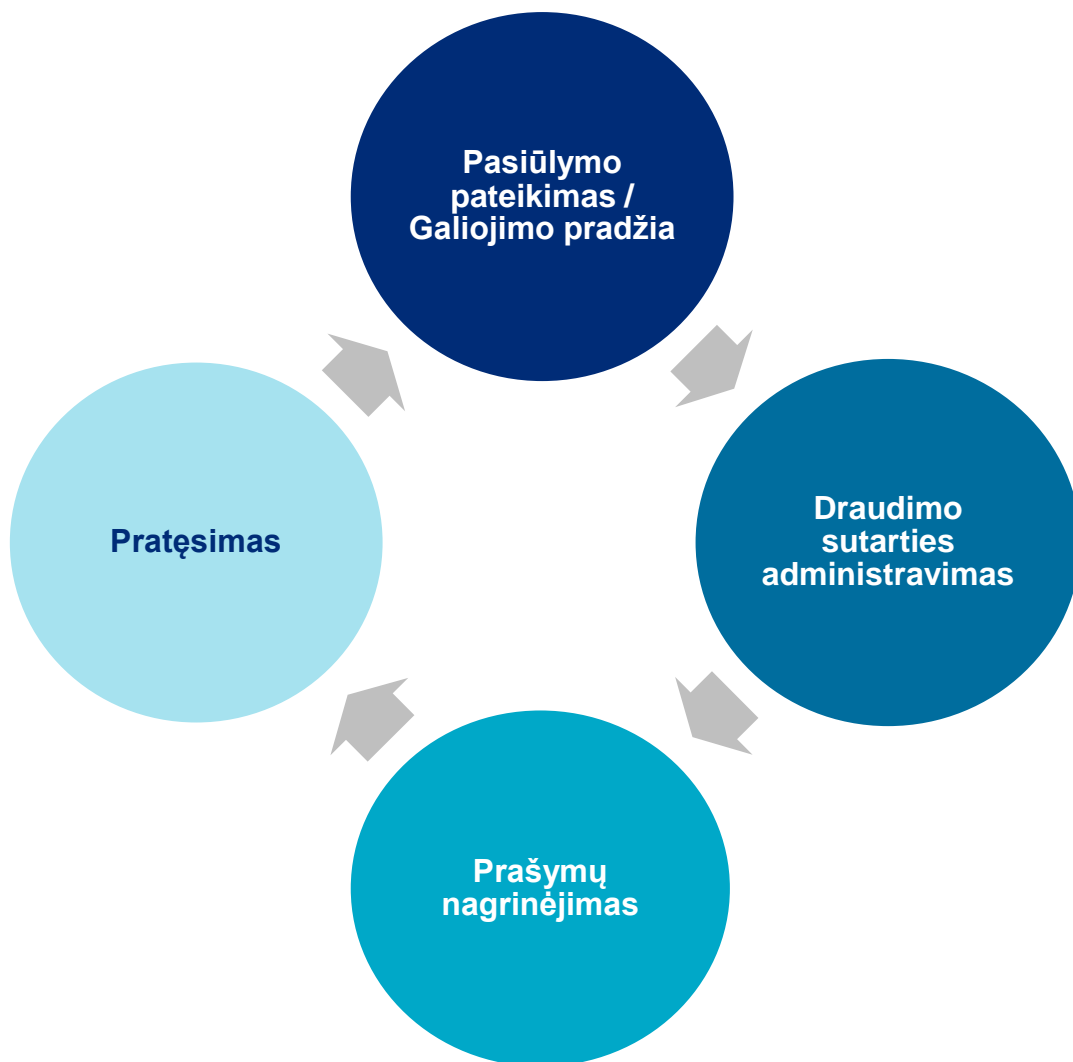 Pasiūlymo
pateikimas /
Galiojimo pradžia
Draudimo
sutarties
administravimas
Prašymų
nagrinėjimas
Pratęsimas